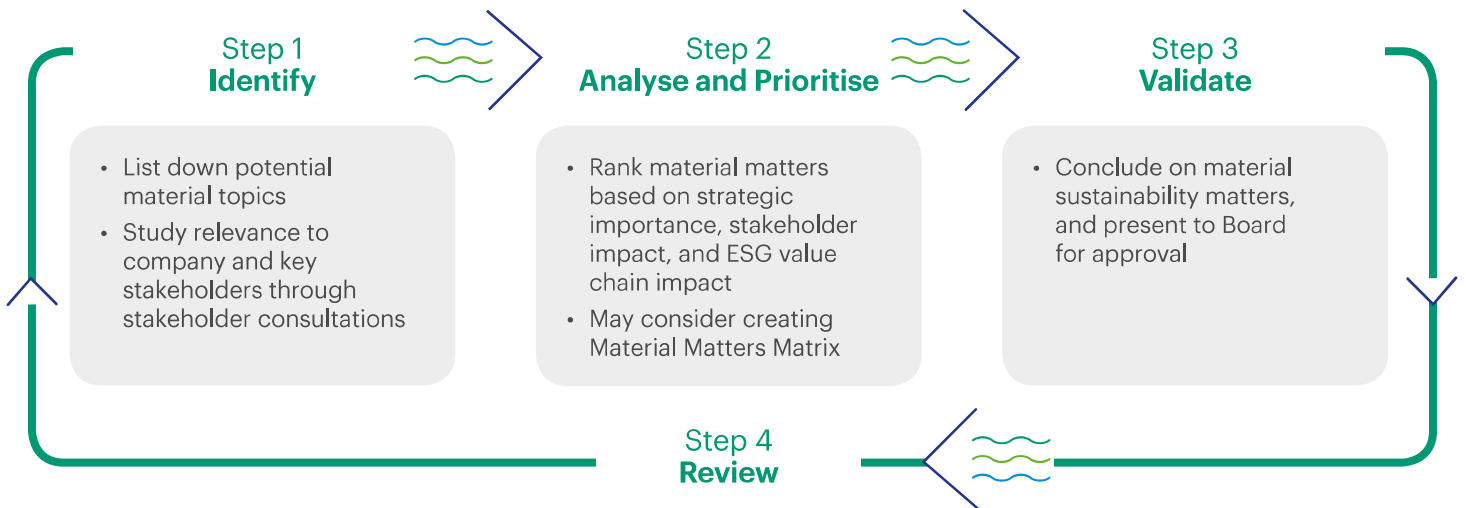 Step 1
Identify
• List down potential
material topics
• Study relevance to
company and key
stakeholders through
stakeholder consultations
Step 2
Analyse and Prioritise
• Rank material matters
based on strategic
importance, stakeholder
impact, and ESG value
chain impact
• May consider creating
Material Matters Matrix
Step 3
Validate
• Conclude on material
sustainability matters,
and present to Board
for approval
Step 4
Review